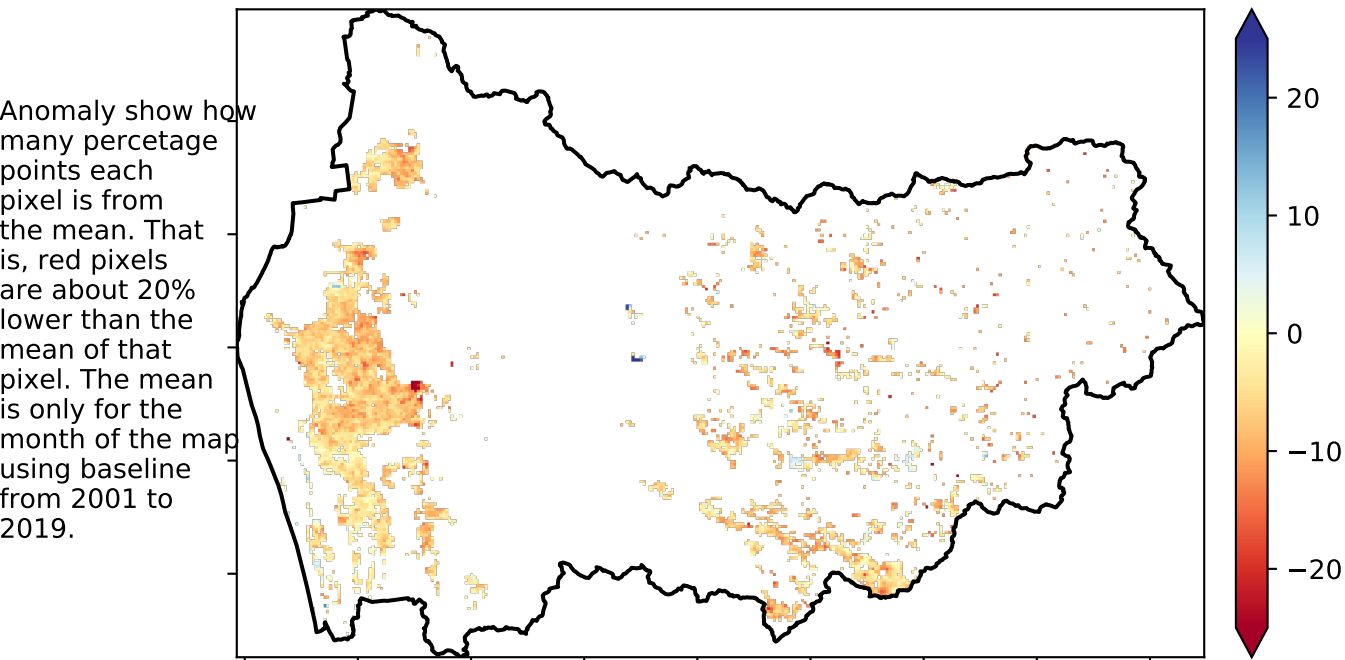 Anomaly show how
many percetage
points each
pixel is from
the mean. That
is, red pixels
are about 20%
lower than the
mean of that
pixel. The mean
is only for the
month of the map
using baseline
from 2001 to
2019.
20
10
0
−10
−20